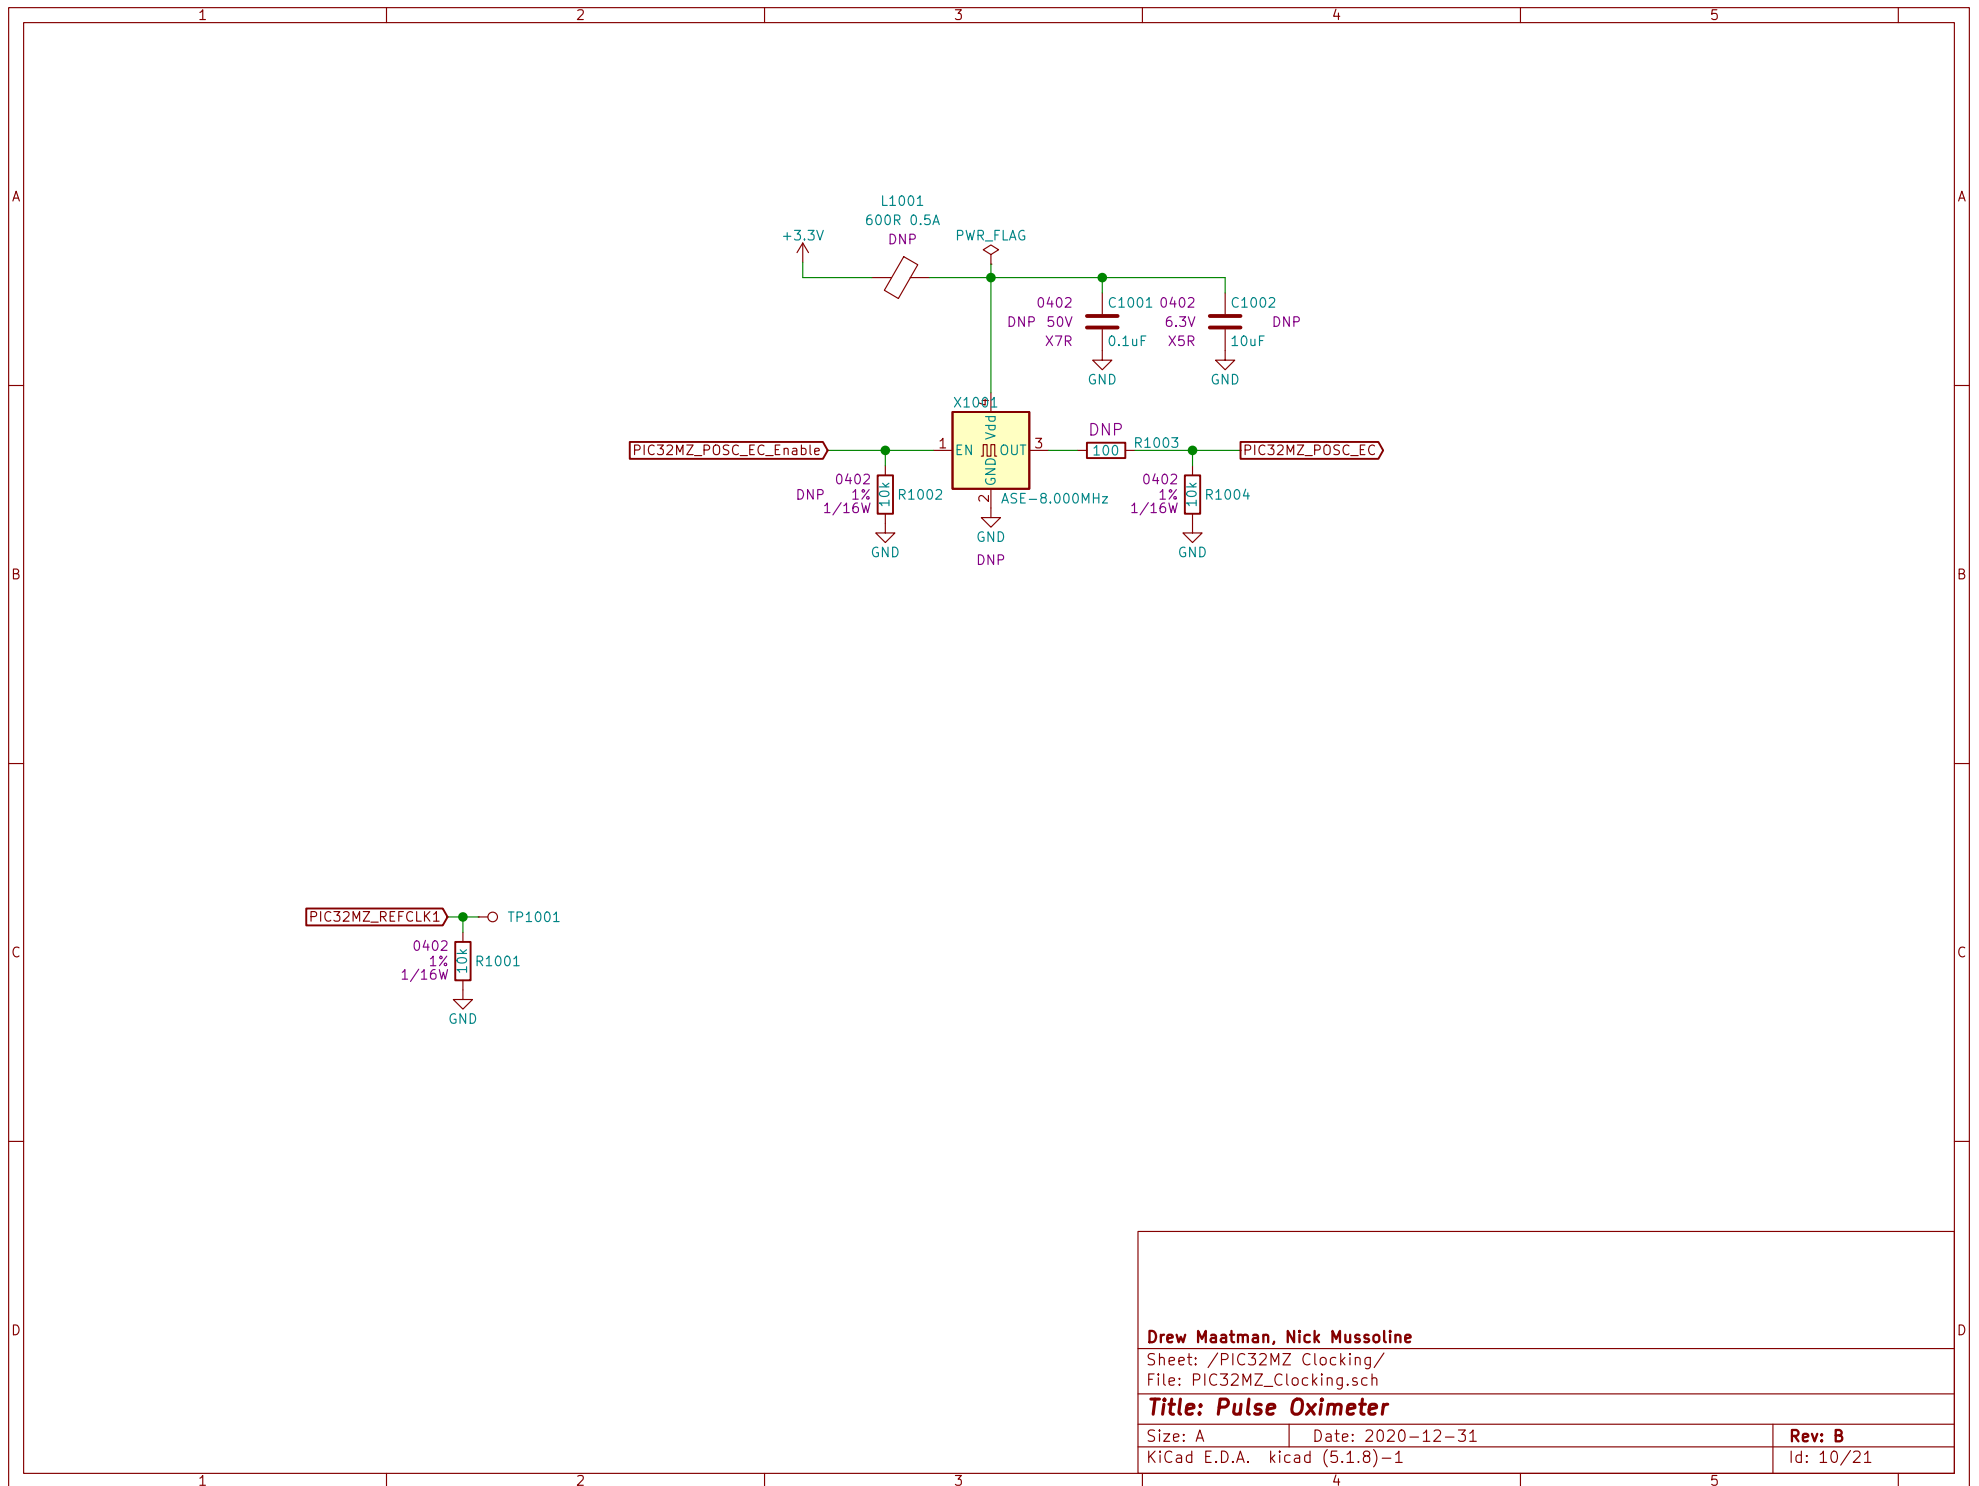 1 2 3 4 5
A A
L1001
600R 0.5A
DNP
+3.3V
PWR_FLAG
0402 C1001
DNP 50V
X7R 0.1uF
GND
0402 C1002
6.3V DNP
X5R 10uF
GND
X1001
4
Vdd
PIC32MZ_POSC_EC_Enable
1 EN OUT 3
GND
2
ASE-8.000MHz
GND
DNP
DNP
100 R1003
PIC32MZ_POSC_EC
0402
DNP 1% 10k R1002
1/16W
GND
0402
1% 10k R1004
1/16W
GND
B B
PIC32MZ_REFCLK1 TP1001
0402
1% 10k R1001
1/16W
GND
C C
D D
Drew Maatman, Nick Mussoline
Sheet: /PIC32MZ Clocking/
File: PIC32MZ_Clocking.sch
Title: Pulse Oximeter
Size: A Date: 2020-12-31 Rev: B
KiCad E.D.A. kicad (5.1.8)-1 Id: 10/21
1 2 3 4 5